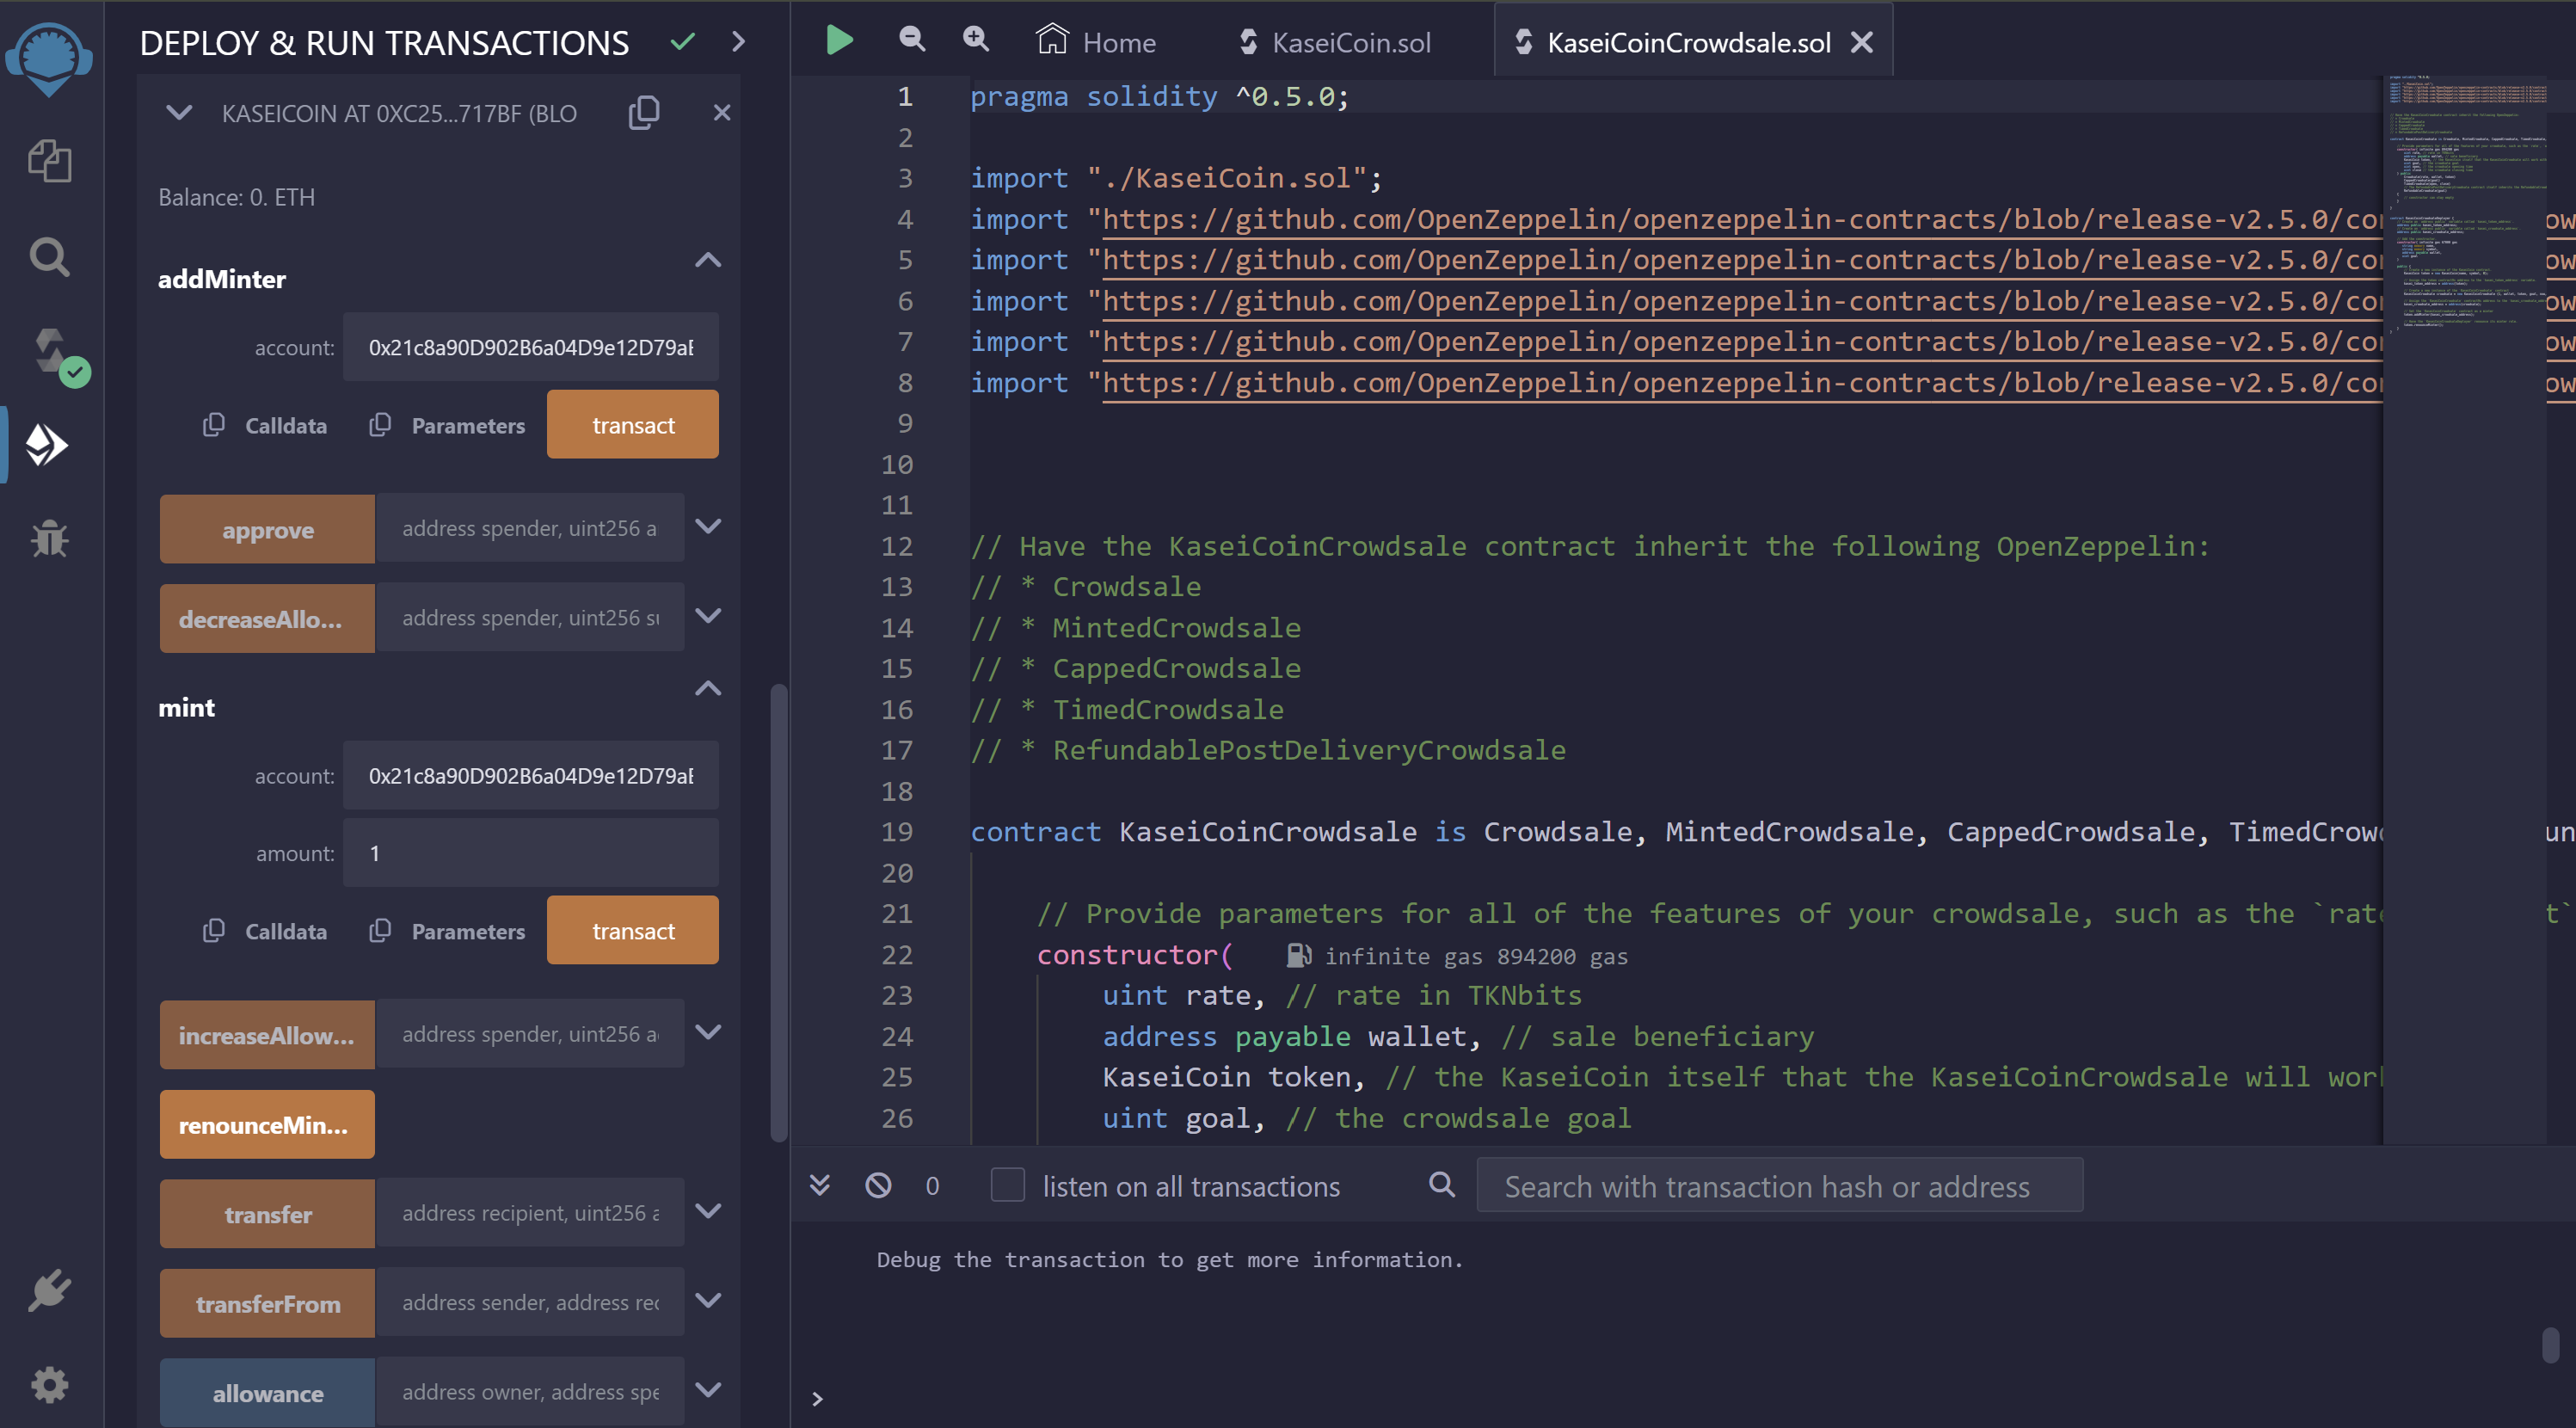 DEPLOY & RUN TRANSACTIONS
KASEICOIN AT 0XC25...717BF (BLO
Balance: 0. ETH
addMinter
account: 0x21c8a90D902B6a04D9e12D79a
Calldata Parameters transact
approve address spender, uint256 a
decreaseAllo... address spender, uint256 s
mint
account: 0x21c8a90D902B6a04D9e12D79a
amount: 1
Calldata Parameters transact
increaseAllow... address spender, uint256 a
renounceMin...
transfer address recipient, uint256 a
transferFrom address sender, address rec
allowance address owner, address spe
Home KaseiCoin.sol KaseiCoinCrowdsale.sol
1 pragma solidity ^0.5.0;
2
3 import "./KaseiCoin.sol";
4 import "https://github.com/OpenZeppelin/openzeppelin-contracts/blob/release-v2.5.0/co ow
5 import "https://github.com/OpenZeppelin/openzeppelin-contracts/blob/release-v2.5.0/co ow
6 import "https://github.com/OpenZeppelin/openzeppelin-contracts/blob/release-v2.5.0/co ow
7 import "https://github.com/OpenZeppelin/openzeppelin-contracts/blob/release-v2.5.0/co ow
8 import "https://github.com/OpenZeppelin/openzeppelin-contracts/blob/release-v2.5.0/co ow
9
10
11
12 // Have the KaseiCoinCrowdsale contract inherit the following OpenZeppelin:
13 // * Crowdsale
14 // * MintedCrowdsale
15 // * CappedCrowdsale
16 // * TimedCrowdsale
17 // * RefundablePostDeliveryCrowdsale
18
19 contract KaseiCoinCrowdsale is Crowdsale, MintedCrowdsale, CappedCrowdsale, TimedCrow un
20
21 // Provide parameters for all of the features of your crowdsale, such as the `rate t`
22 constructor( infinite gas 894200 gas
23 uint rate, // rate in TKNbits
24 address payable wallet, // sale beneficiary
25 KaseiCoin token, // the KaseiCoin itself that the KaseiCoinCrowdsale will wor
26 uint goal, // the crowdsale goal
0 listen on all transactions Search with transaction hash or address
Debug the transaction to get more information.
>